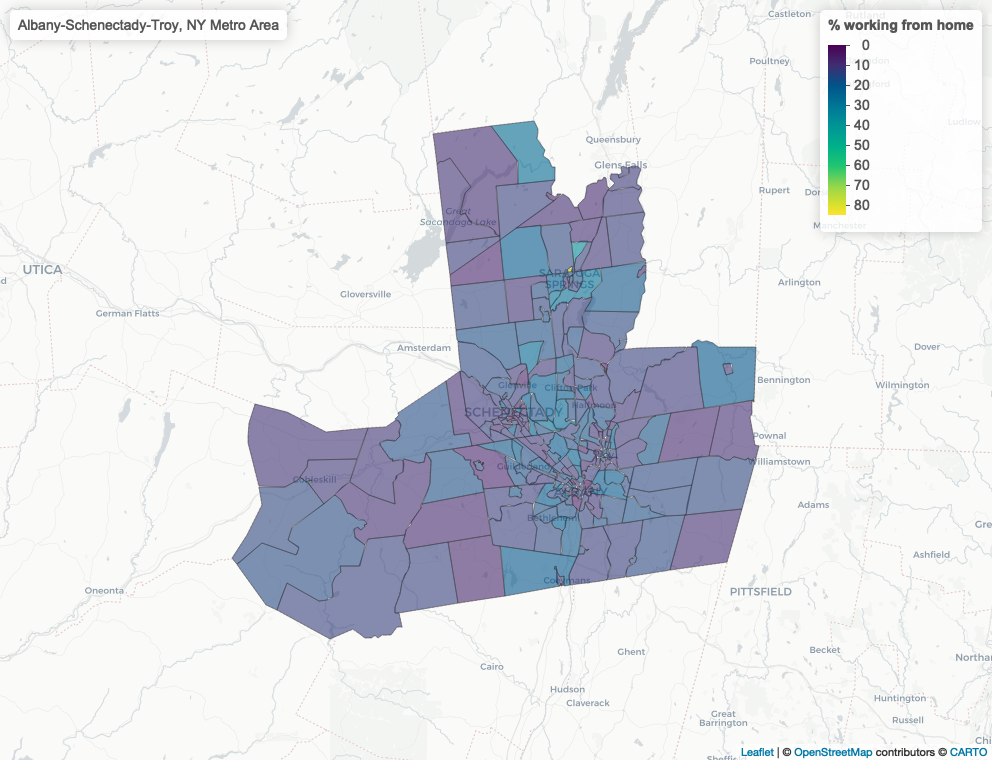 Albany-Schenectady-Troy, NY Metro Area
% working from home
0
10
20
30
40
50
60
70
80
Castleton
Poultney
Ludlow
Queensbury
Glens Falls
Rupert
Manchester
Great
Sacandaga Lake
UTICA
SARATOGA
SPRINGS
Arlington
Gloversville
German Flatts
Amsterdam
Dover
Glenville
Clifton Park
Bennington
Wilmington
Halfmoon
SCHENECTADY
Pownal
Guilderland
Williamstown
Cobleskill
ALBANY
Adams
Bethlehem
Ashfield
Coeymans
Oneonta
PITTSFIELD
Ghent
Becket
Cairo
Hudson
Huntington
Claverack
Great
Barrington
Russell
Leaflet | © OpenStreetMap contributors © CARTO